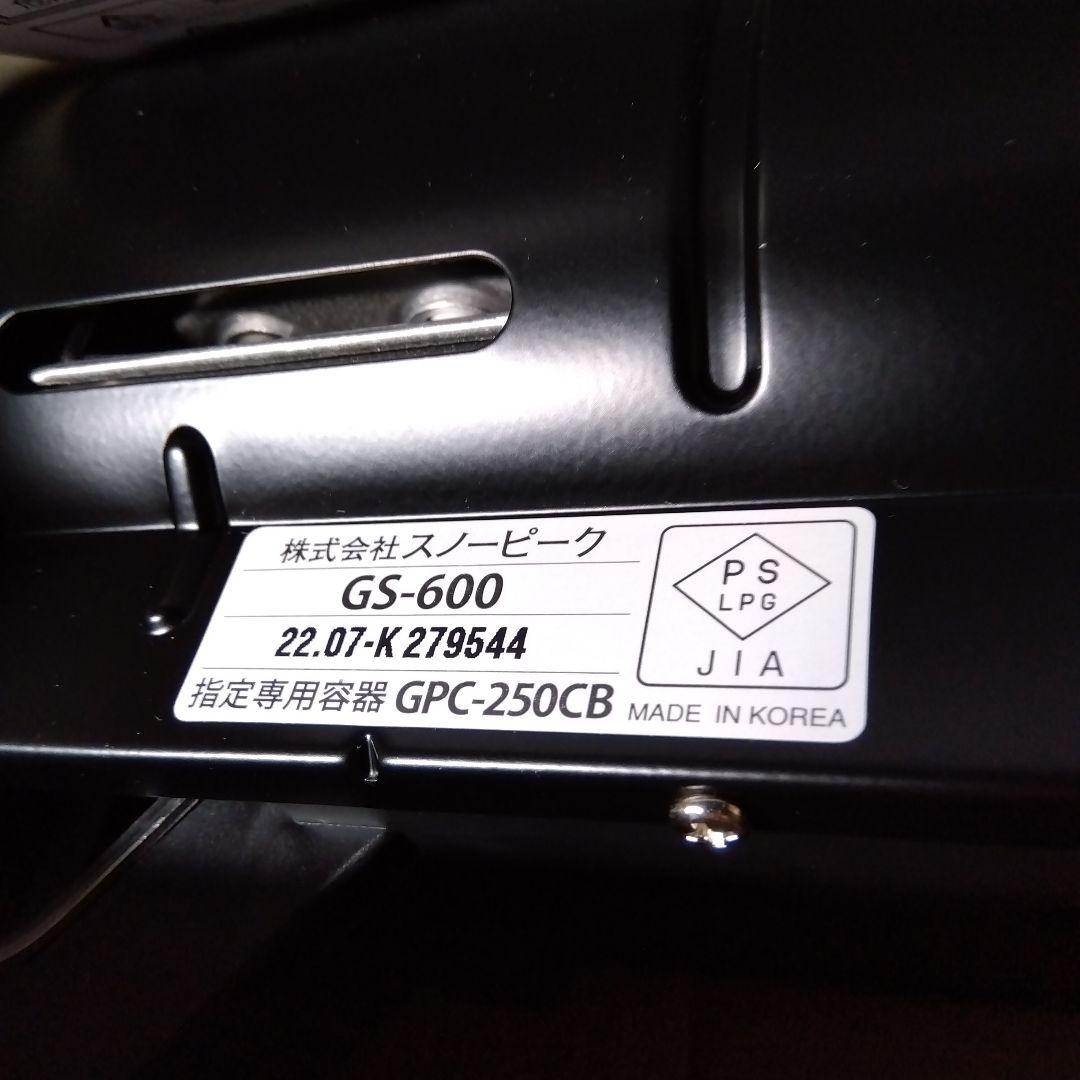 株式会社スノーピーク
GS-600
22.07-K 279544
指定専用容器 GPC-250CB
PS
LPG
JIA
MADE IN KOREA